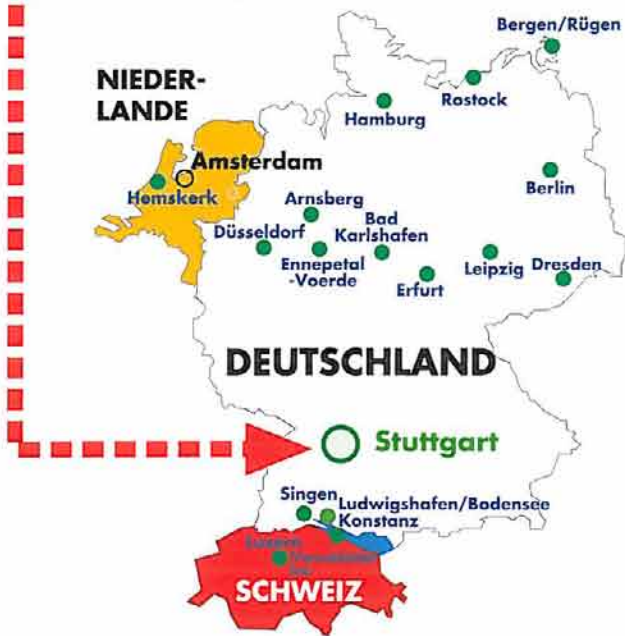 Bergen/Rügen
NIEDER-
LANDE
Rostock
Hamburg
Amsterdam
Hemskerk
Berlin
Arnsberg
Bad
Karlshafen
Düsseldorf
Ennepetal
-Voerde
Leipzig
Dresden
Erfurt
DEUTSCHLAND
Stuttgart
Singen
Ludwigshafen/Bodensee
Konstanz
Luzern
SCHWEIZ